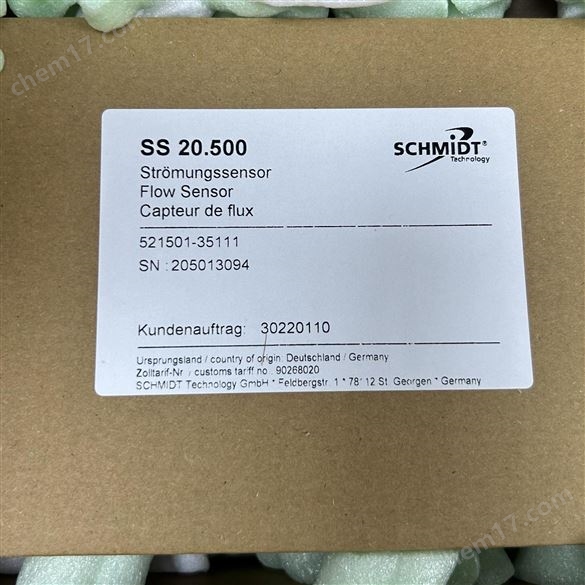 chem17.com
SS 20.500
SCHMIDT®
Technology
Strömungssensor
Flow Sensor
Capteur de flux
521501-35111
SN : 205013094
Kundenauftrag: 30220110
Ursprungsland / country of origin: Deutschland / Germany
Zolltarif-Nr / customs tariff no.: 90268020
SCHMIDT Technology GmbH * Feldbergstr. 1 * 78112 St. Georgen * Germany
chem17.com